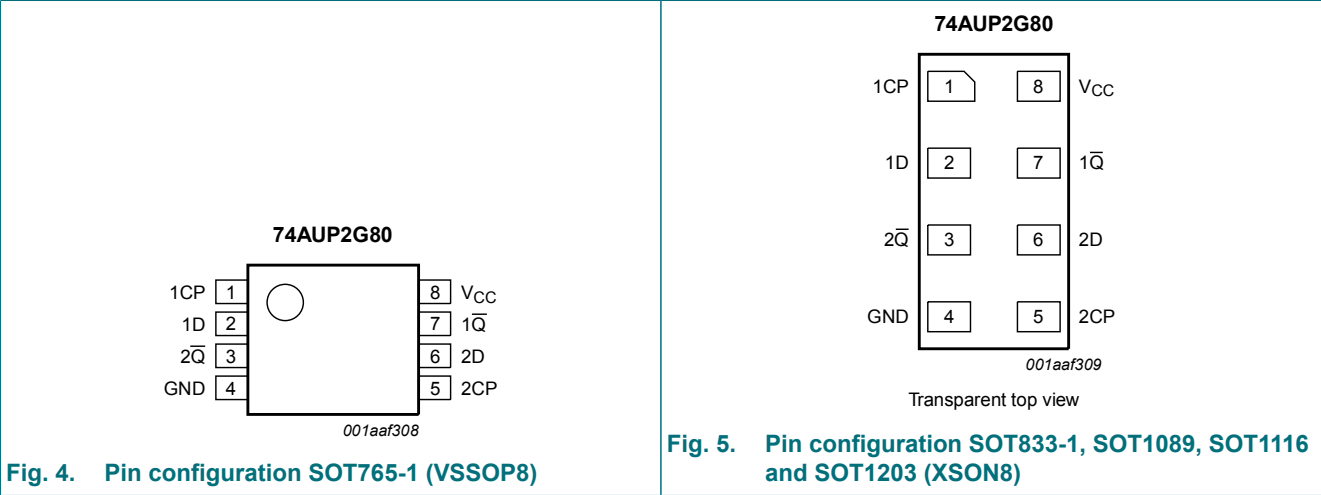 74AUP2G80
1CP 1 8 VCC
1D 2 7 1Q̅
2Q̅ 3 6 2D
GND 4 5 2CP
001aaf308
Fig. 4. Pin configuration SOT765-1 (VSSOP8)
74AUP2G80
1CP 1 8 VCC
1D 2 7 1Q̅
2Q̅ 3 6 2D
GND 4 5 2CP
001aaf309
Transparent top view
Fig. 5. Pin configuration SOT833-1, SOT1089, SOT1116
and SOT1203 (XSON8)